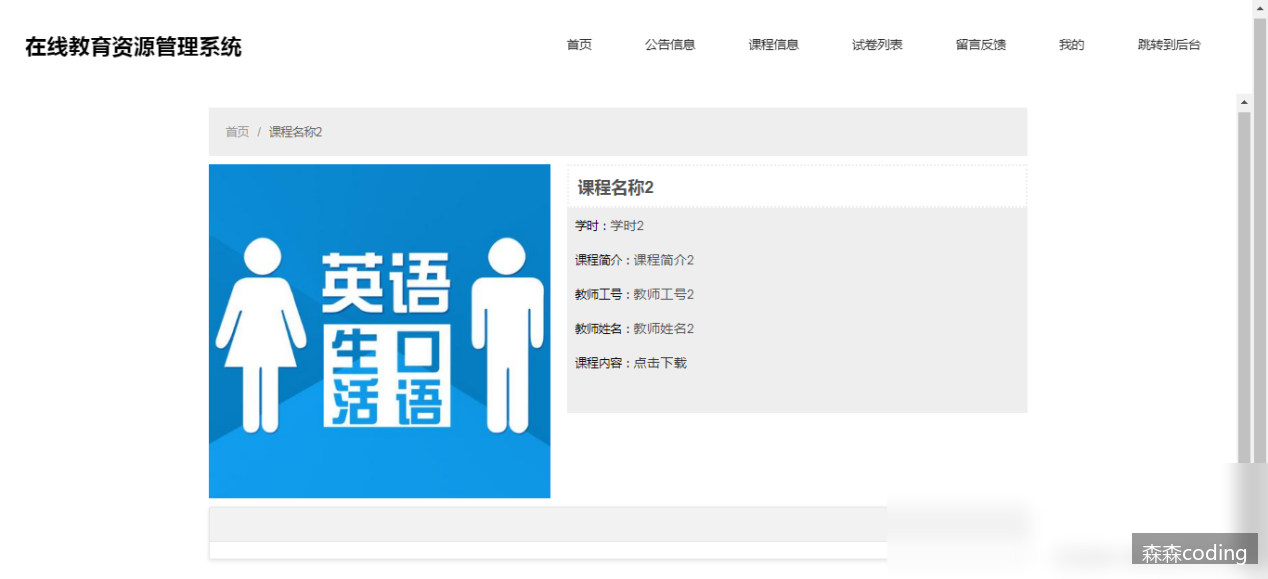 在线教育资源管理系统
首页 公告信息 课程信息 试卷列表 留言反馈 我的 跳转到后台
首页 / 课程名称2
课程名称2
学时：学时2
课程简介：课程简介2
教师工号：教师工号2
教师姓名：教师姓名2
课程内容：点击下载
英语
生口
活语
森森coding